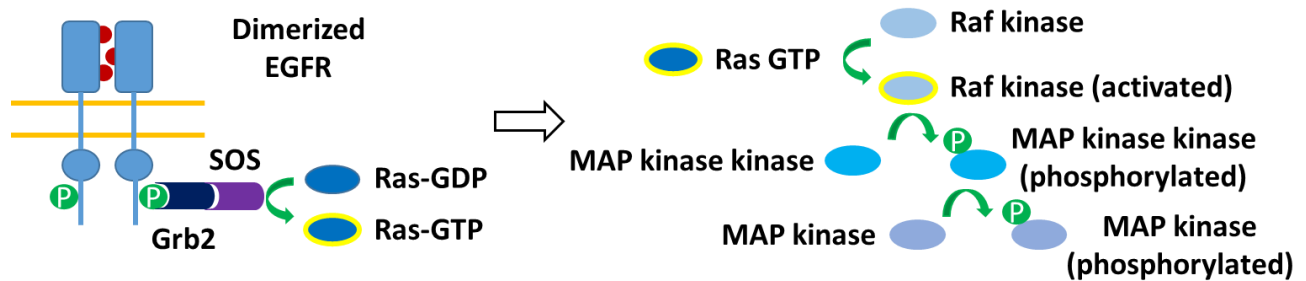 Dimerized
EGFR
SOS
P
P
Grb2
Ras-GDP
Ras-GTP
Ras GTP
Raf kinase
Raf kinase (activated)
MAP kinase kinase
P
MAP kinase kinase
(phosphorylated)
MAP kinase
P
MAP kinase
(phosphorylated)